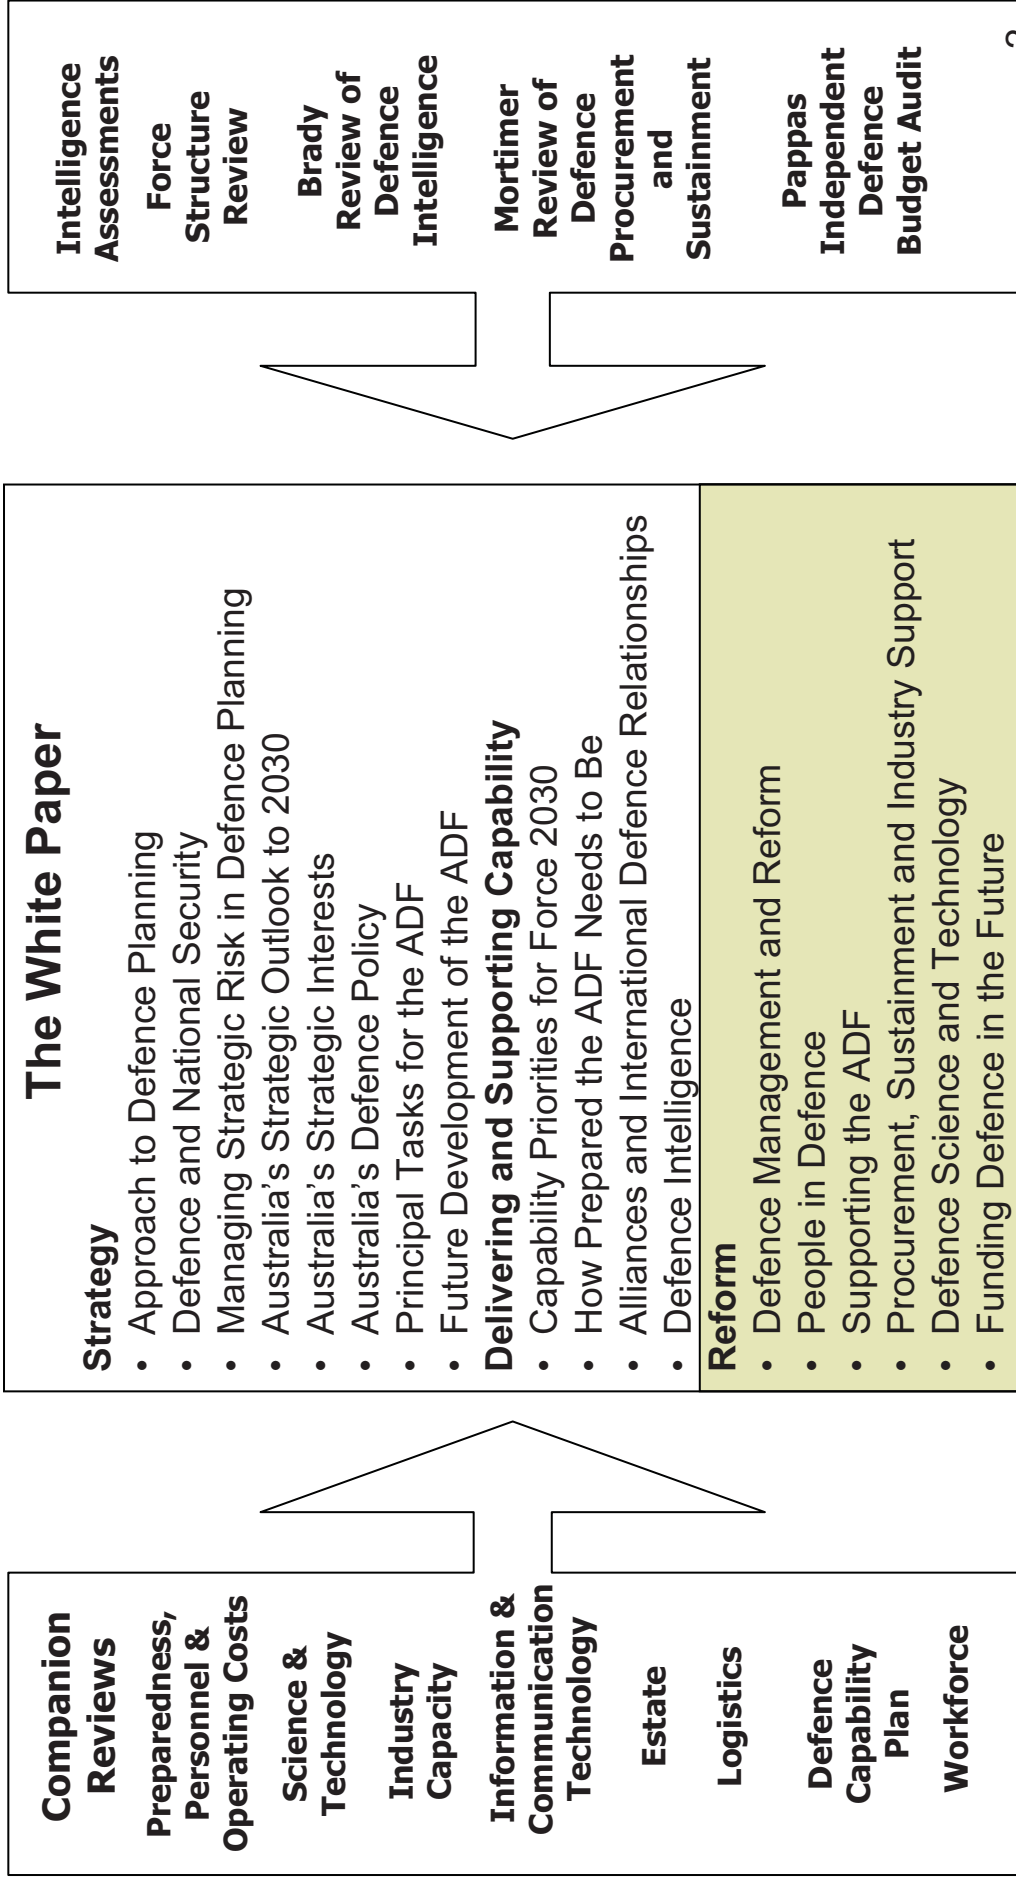 Companion
Reviews
Preparedness,
Personnel &
Operating Costs
Science &
Technology
Industry
Capacity
Information &
Communication
Technology
Estate
Logistics
Defence
Capability
Plan
Workforce
The White Paper
Strategy
• Approach to Defence Planning
• Defence and National Security
• Managing Strategic Risk in Defence Planning
• Australia's Strategic Outlook to 2030
• Australia's Strategic Interests
• Australia's Defence Policy
• Principal Tasks for the ADF
• Future Development of the ADF
Delivering and Supporting Capability
• Capability Priorities for Force 2030
• How Prepared the ADF Needs to Be
• Alliances and International Defence Relationships
• Defence Intelligence
Reform
• Defence Management and Reform
• People in Defence
• Supporting the ADF
• Procurement, Sustainment and Industry Support
• Defence Science and Technology
• Funding Defence in the Future
Intelligence
Assessments
Force
Structure
Review
Brady
Review of
Defence
Intelligence
Mortimer
Review of
Defence
Procurement
and
Sustainment
Pappas
Independent
Defence
Budget Audit